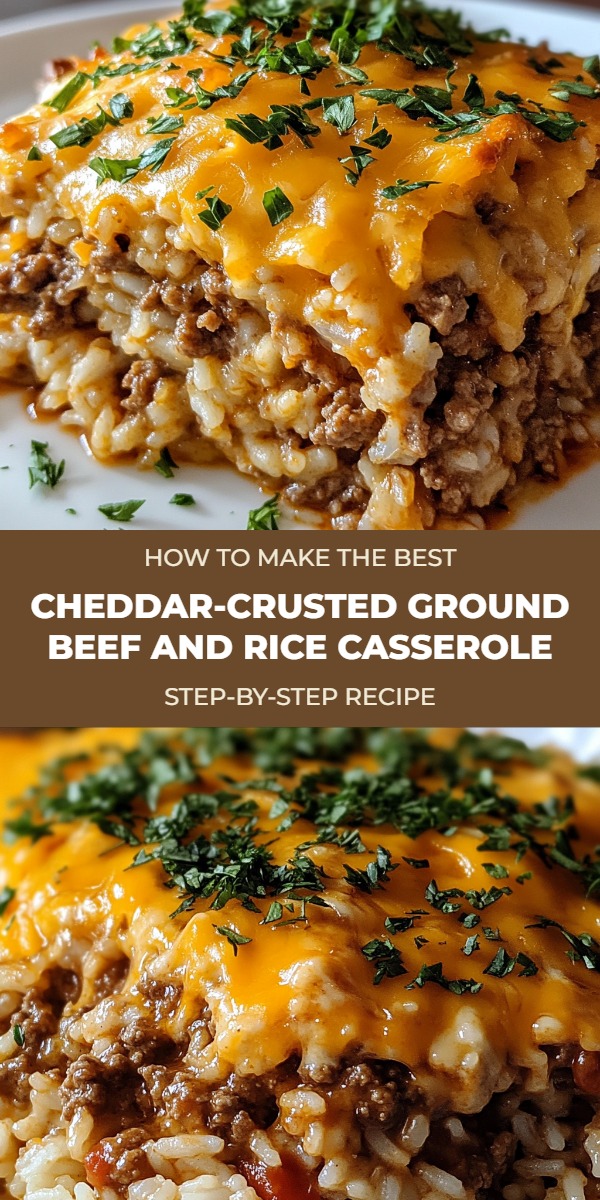 HOW TO MAKE THE BEST
CHEDDAR-CRUSTED GROUND
BEEF AND RICE CASSEROLE
STEP-BY-STEP RECIPE